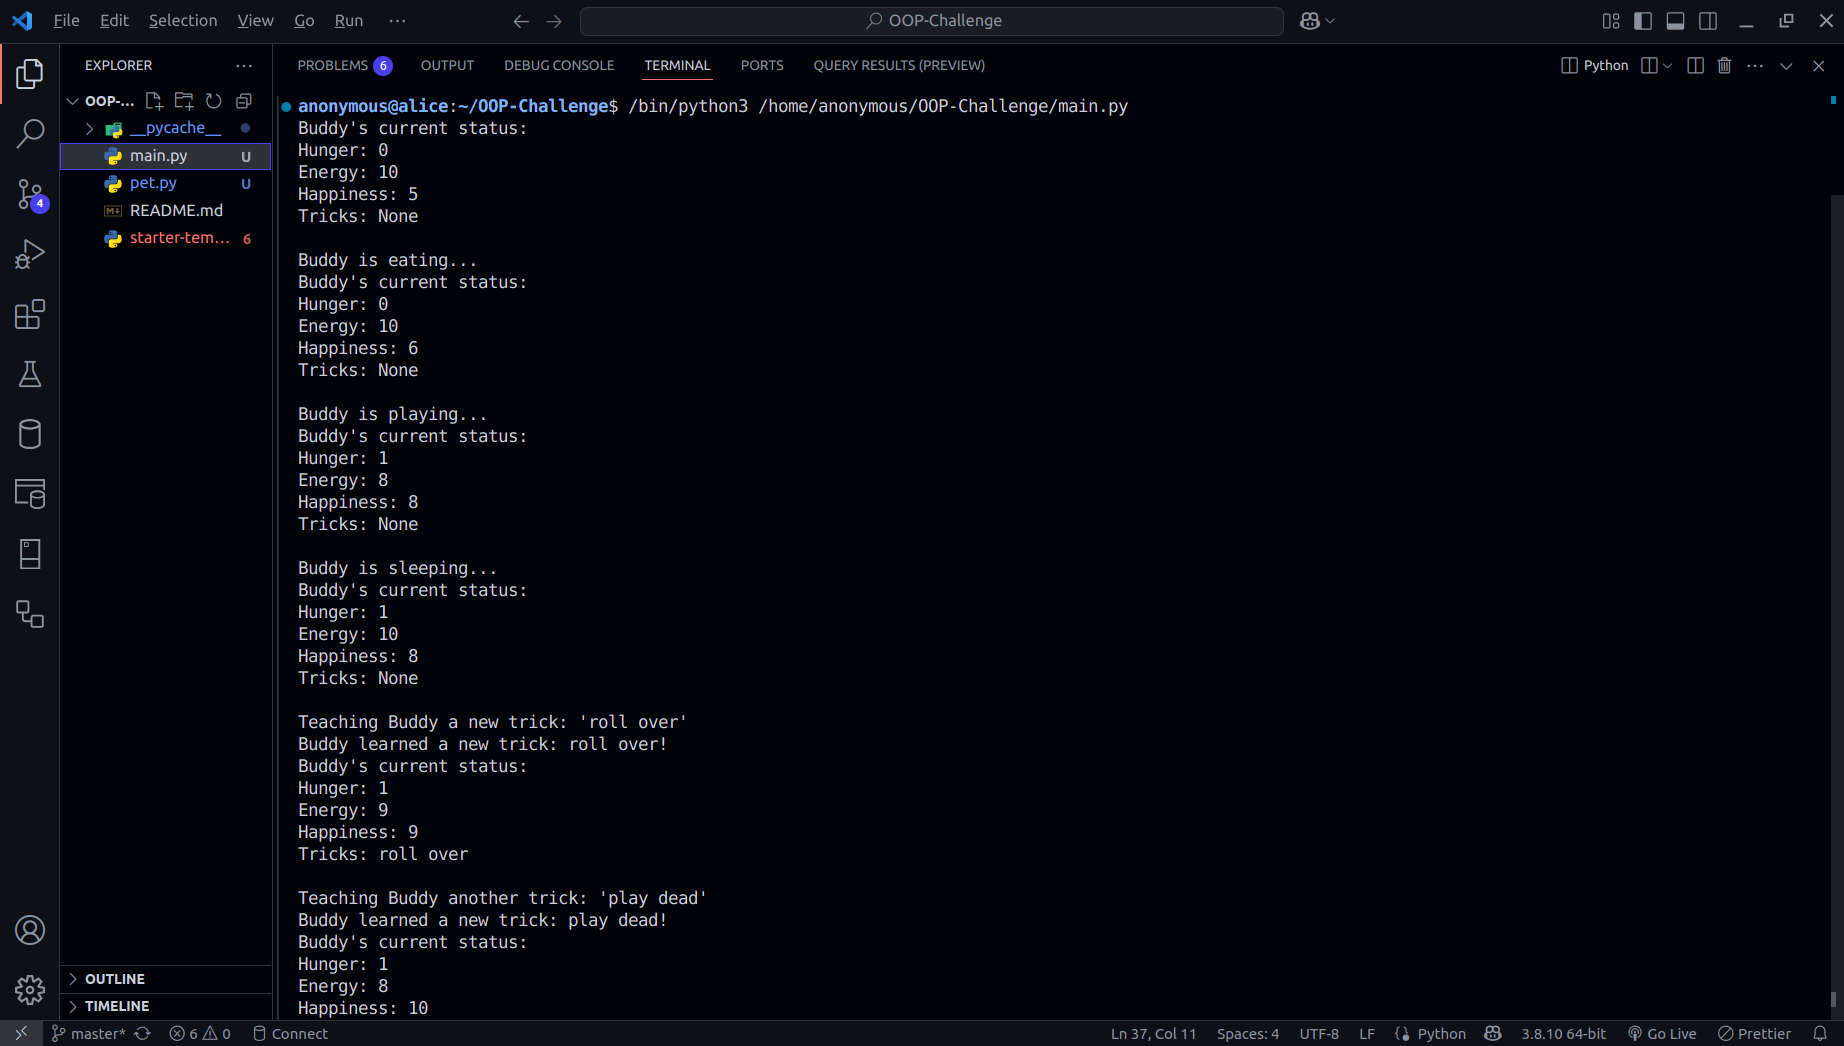 File Edit Selection View Go Run ···
OOP-Challenge
EXPLORER
OOP-...
__pycache__
main.py U
pet.py U
README.md
starter-tem... 6
4
OUTLINE
TIMELINE
PROBLEMS 6 OUTPUT DEBUG CONSOLE TERMINAL PORTS QUERY RESULTS (PREVIEW)
Python
anonymous@alice:~/OOP-Challenge$ /bin/python3 /home/anonymous/OOP-Challenge/main.py
Buddy's current status:
Hunger: 0
Energy: 10
Happiness: 5
Tricks: None
Buddy is eating...
Buddy's current status:
Hunger: 0
Energy: 10
Happiness: 6
Tricks: None
Buddy is playing...
Buddy's current status:
Hunger: 1
Energy: 8
Happiness: 8
Tricks: None
Buddy is sleeping...
Buddy's current status:
Hunger: 1
Energy: 10
Happiness: 8
Tricks: None
Teaching Buddy a new trick: 'roll over'
Buddy learned a new trick: roll over!
Buddy's current status:
Hunger: 1
Energy: 9
Happiness: 9
Tricks: roll over
Teaching Buddy another trick: 'play dead'
Buddy learned a new trick: play dead!
Buddy's current status:
Hunger: 1
Energy: 8
Happiness: 10
master* 6 0 Connect Ln 37, Col 11 Spaces: 4 UTF-8 LF Python 3.8.10 64-bit Go Live Prettier